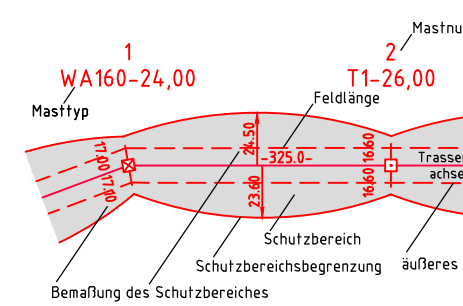 Mastnu
1
2
WA160-24,00
T1-26,00
Masttyp
Feldlänge
24.50
17.00
17.00
-325.0-
16.60
16.60
23.60
Trassen
achse
Schutzbereich
Schutzbereichsbegrenzung
äußeres
Bemaßung des Schutzbereiches